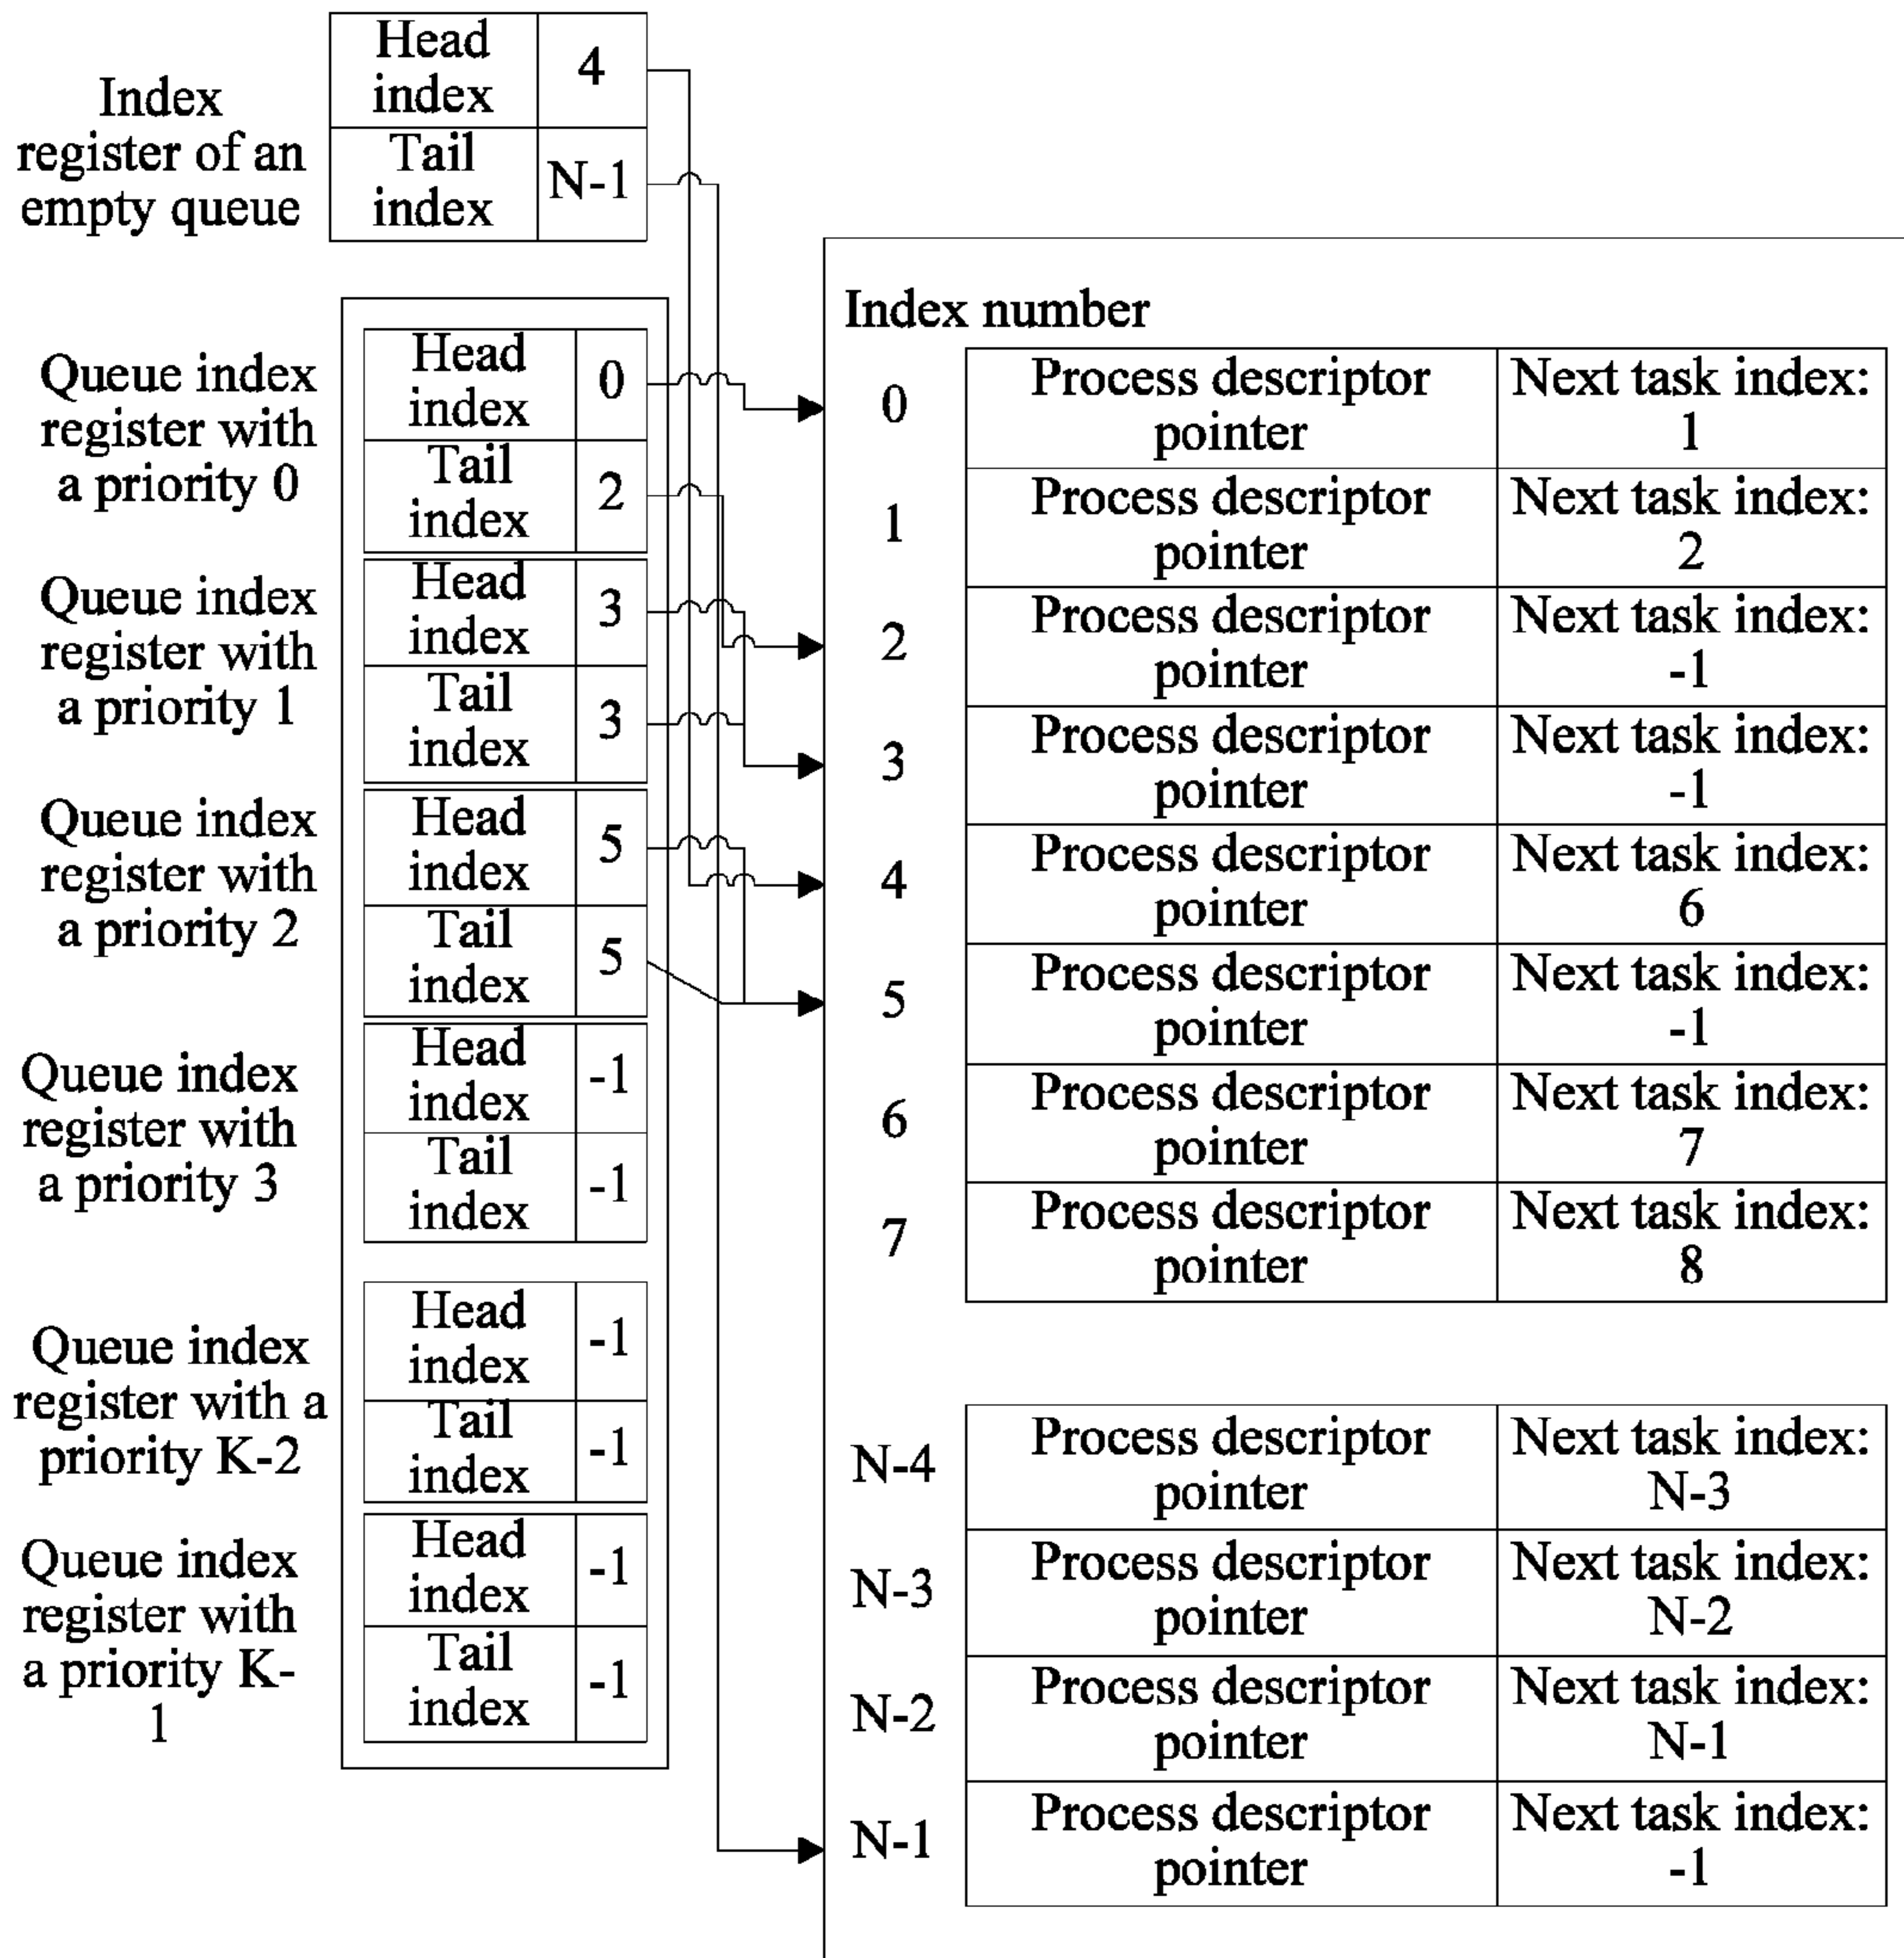 Index
register of an
empty queue
Head
index
4
Tail
index
N-1
Queue index
register with
a priority 0
Head
index
0
Tail
index
2
Queue index
register with
a priority 1
Head
index
3
Tail
index
3
Queue index
register with
a priority 2
Head
index
5
Tail
index
5
Queue index
register with
a priority 3
Head
index
-1
Tail
index
-1
Queue index
register with a
priority K-2
Head
index
-1
Tail
index
-1
Queue index
register with
a priority K-
1
Head
index
-1
Tail
index
-1
Index number
0
Process descriptor
pointer
Next task index:
1
1
Process descriptor
pointer
Next task index:
2
2
Process descriptor
pointer
Next task index:
-1
3
Process descriptor
pointer
Next task index:
-1
4
Process descriptor
pointer
Next task index:
6
5
Process descriptor
pointer
Next task index:
-1
6
Process descriptor
pointer
Next task index:
7
7
Process descriptor
pointer
Next task index:
8
N-4
Process descriptor
pointer
Next task index:
N-3
N-3
Process descriptor
pointer
Next task index:
N-2
N-2
Process descriptor
pointer
Next task index:
N-1
N-1
Process descriptor
pointer
Next task index:
-1